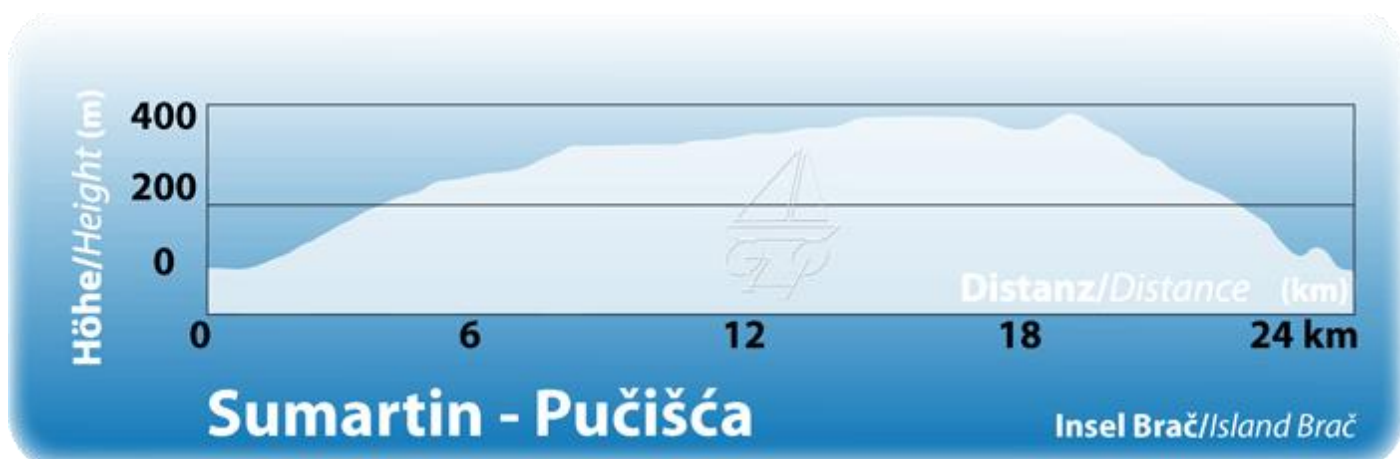 Höhe/Height (m)
400
200
0
Distanz/Distance (km)
0 6 12 18 24 km
Sumartin - Pučišća
Insel Brač/Island Brač